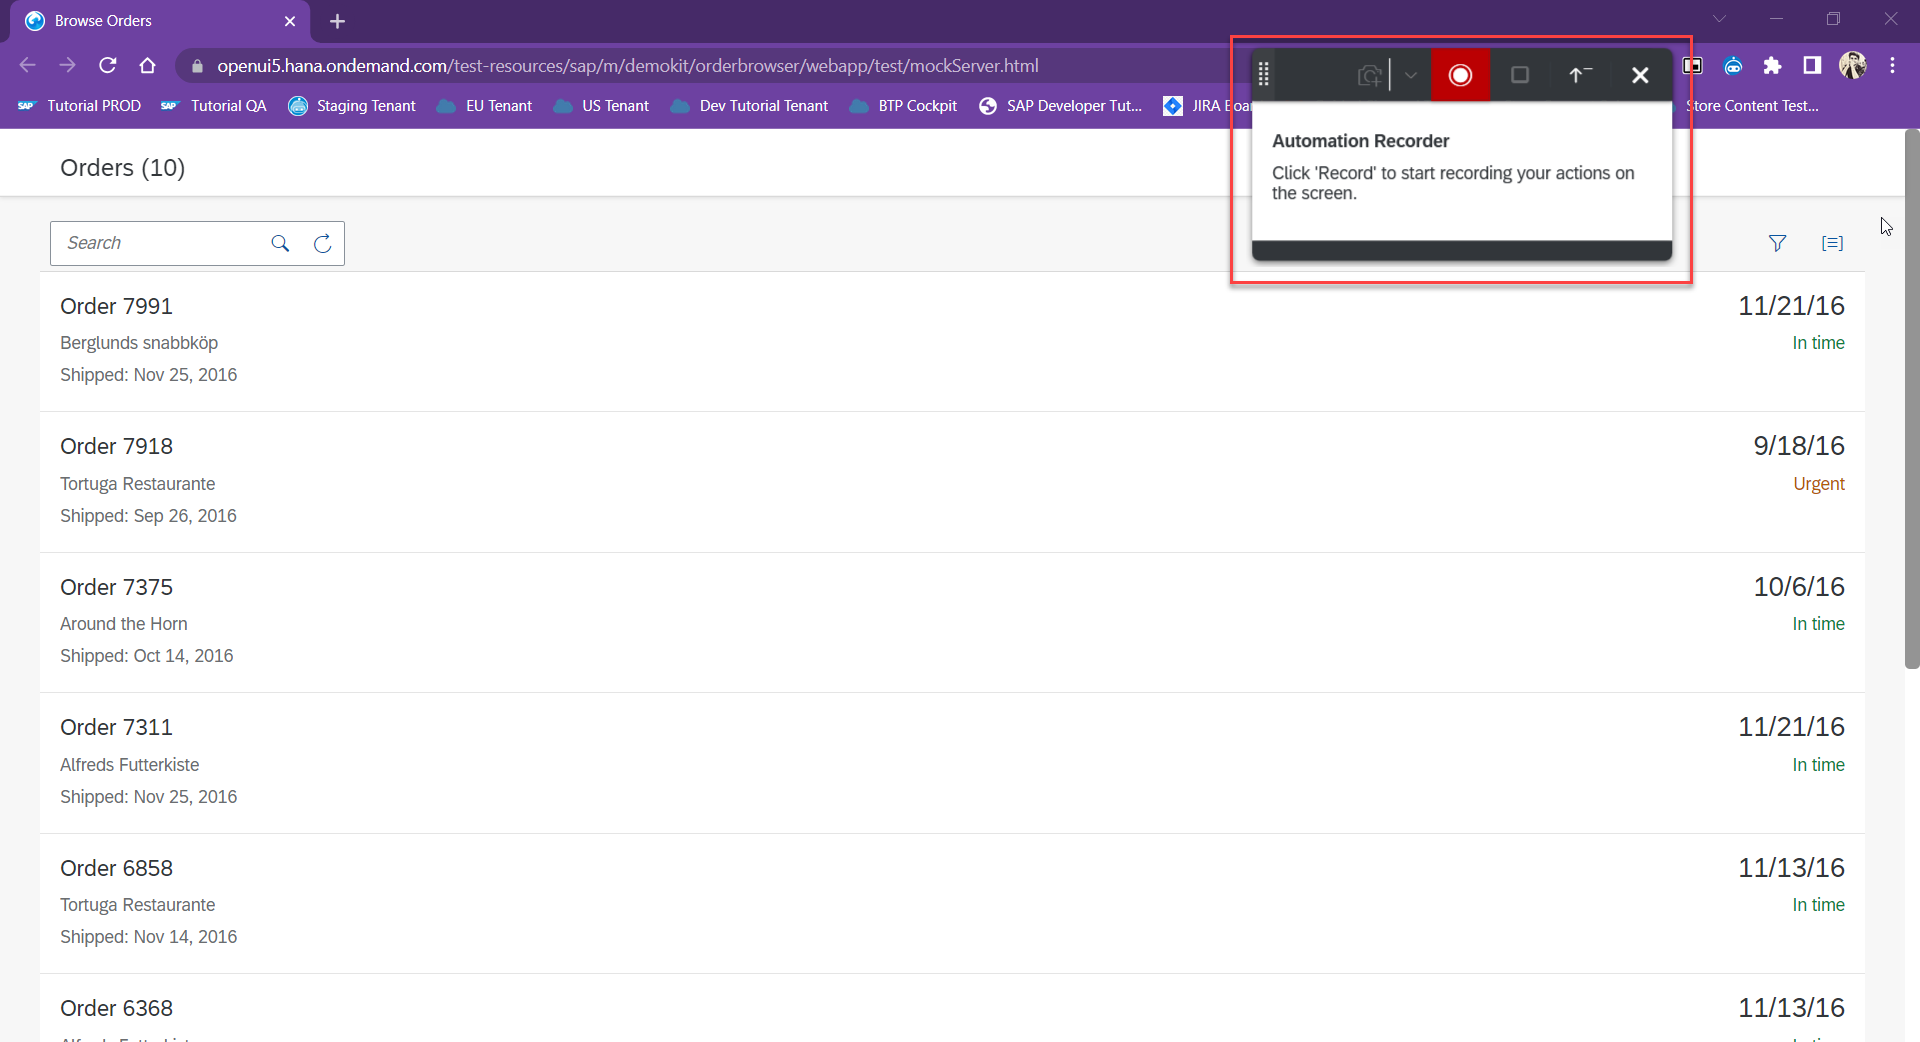 Browse Orders
openui5.hana.ondemand.com/test-resources/sap/m/demokit/orderbrowser/webapp/test/mockServer.html
SAP Tutorial PROD SAP Tutorial QA Staging Tenant EU Tenant US Tenant Dev Tutorial Tenant BTP Cockpit SAP Developer Tut... JIRA Boar Store Content Test...
Automation Recorder
Click 'Record' to start recording your actions on
the screen.
Orders (10)
Search
Order 7991
11/21/16
Berglunds snabbköp
In time
Shipped: Nov 25, 2016
Order 7918
9/18/16
Tortuga Restaurante
Urgent
Shipped: Sep 26, 2016
Order 7375
10/6/16
Around the Horn
In time
Shipped: Oct 14, 2016
Order 7311
11/21/16
Alfreds Futterkiste
In time
Shipped: Nov 25, 2016
Order 6858
11/13/16
Tortuga Restaurante
In time
Shipped: Nov 14, 2016
Order 6368
11/13/16